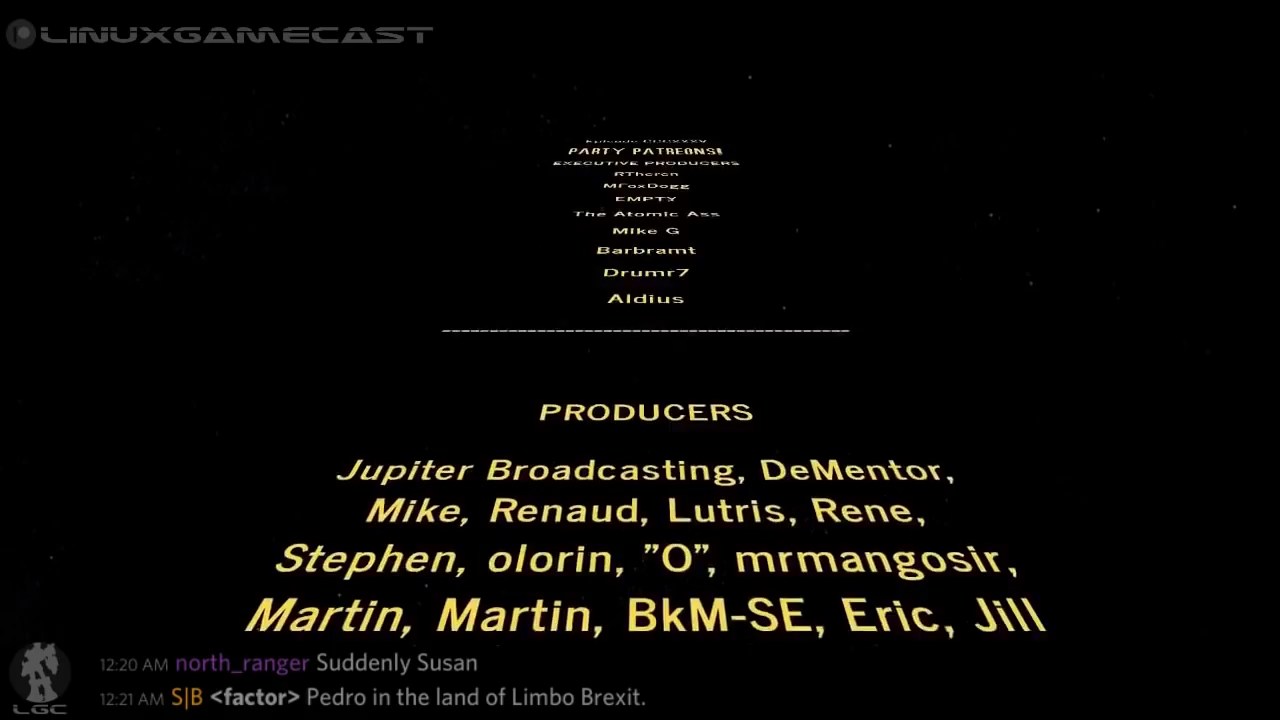 LINUXGAMECAST
PARTY PATREONS!
EXECUTIVE PRODUCERS
RTheren
MFoxDogg
EMPTY
The Atomic Ass
Mike G
Barbramt
Drumr7
Aldius
PRODUCERS
Jupiter Broadcasting, DeMentor,
Mike, Renaud, Lutris, Rene,
Stephen, olorin, "O", mrmangosir,
Martin, Martin, BkM-SE, Eric, Jill
12:20 AM north_ranger Suddenly Susan
12:21 AM S|B <factor> Pedro in the land of Limbo Brexit.
LGC